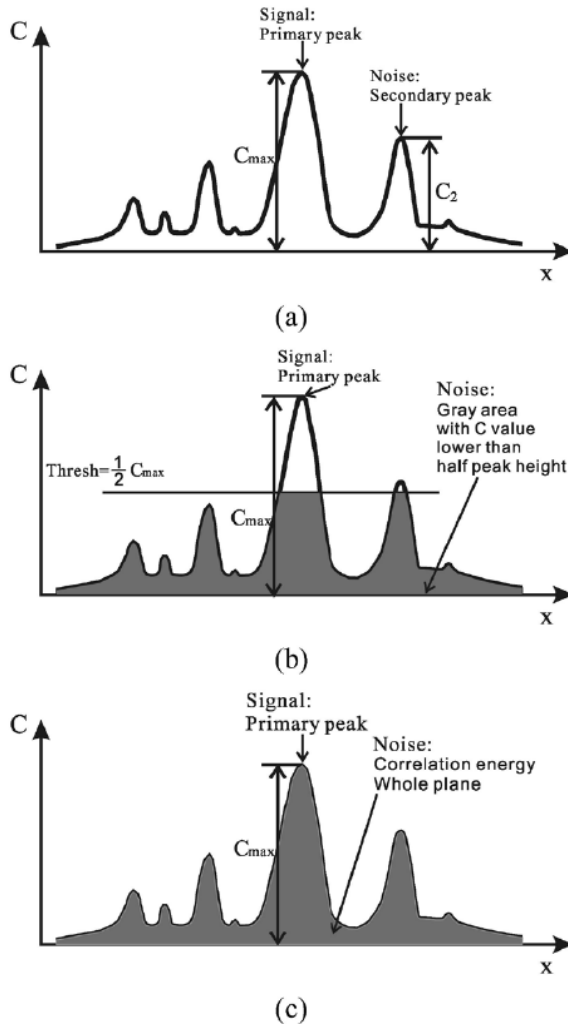 C
Signal:
Primary peak
Noise:
Secondary peak
Cmax
C2
x
(a)
C
Signal:
Primary peak
Noise:
Gray area
with C value
lower than
half peak height
Thresh=1/2 Cmax
Cmax
x
(b)
Signal:
Primary peak
C
Noise:
Correlation energy
Whole plane
Cmax
x
(c)